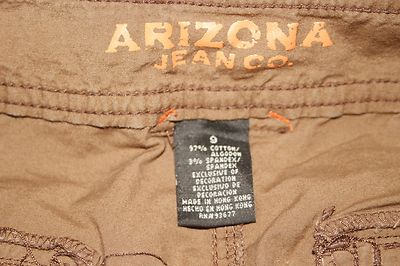 ARIZONA
JEAN CO.
9
97% COTTON/
ALGODON
3% SPANDEX/
SPANDEX
EXCLUSIVE OF
DECORATION
EXCLUSIVO DE
DECORACION
MADE IN HONG KONG
HECHO EN HONG KONG
RN#93677